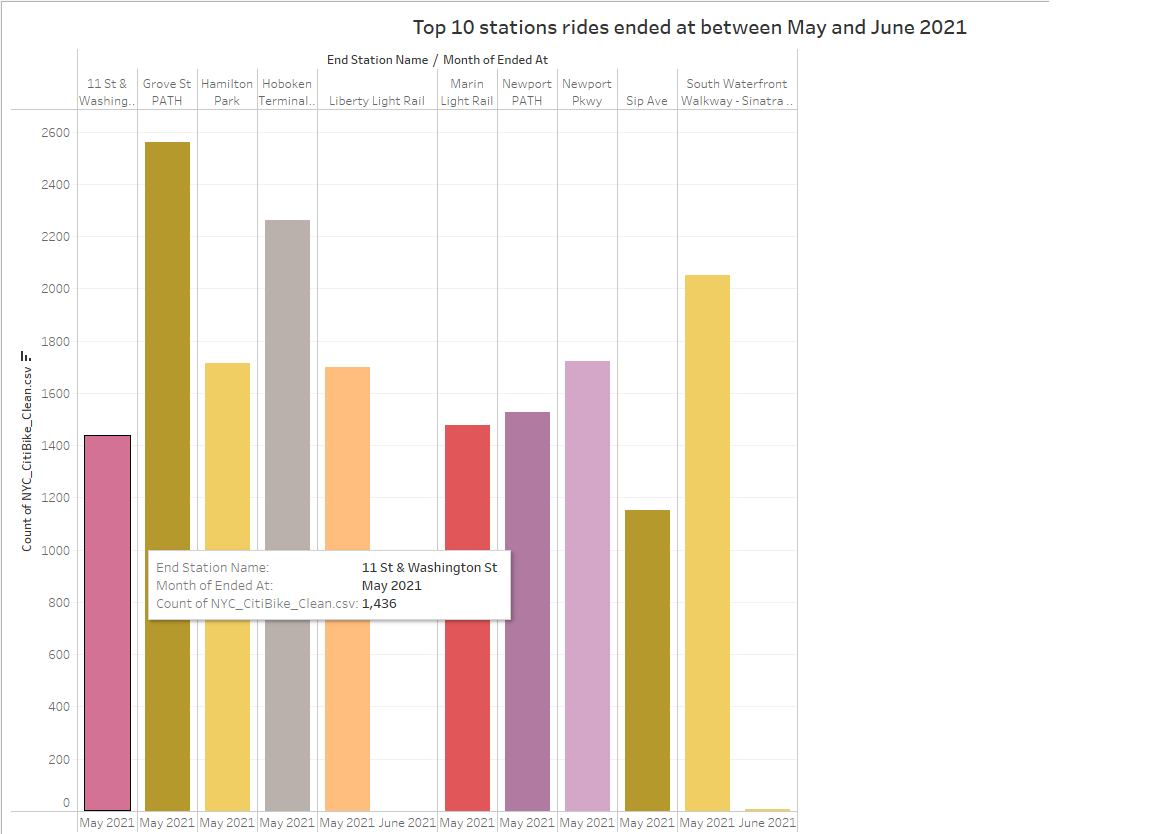 Top 10 stations rides ended at between May and June 2021
End Station Name / Month of Ended At
11 St & Washing..
Grove St PATH
Hamilton Park
Hoboken Terminal..
Liberty Light Rail
Marin Light Rail
Newport PATH
Newport Pkwy
Sip Ave
South Waterfront Walkway - Sinatra ..
Count of NYC_CitiBike_Clean.csv
2600
2400
2200
2000
1800
1600
1400
1200
1000
800
600
400
200
0
End Station Name: 11 St & Washington St
Month of Ended At: May 2021
Count of NYC_CitiBike_Clean.csv: 1,436
May 2021 May 2021 May 2021 May 2021 May 2021 June 2021 May 2021 May 2021 May 2021 May 2021 May 2021 June 2021